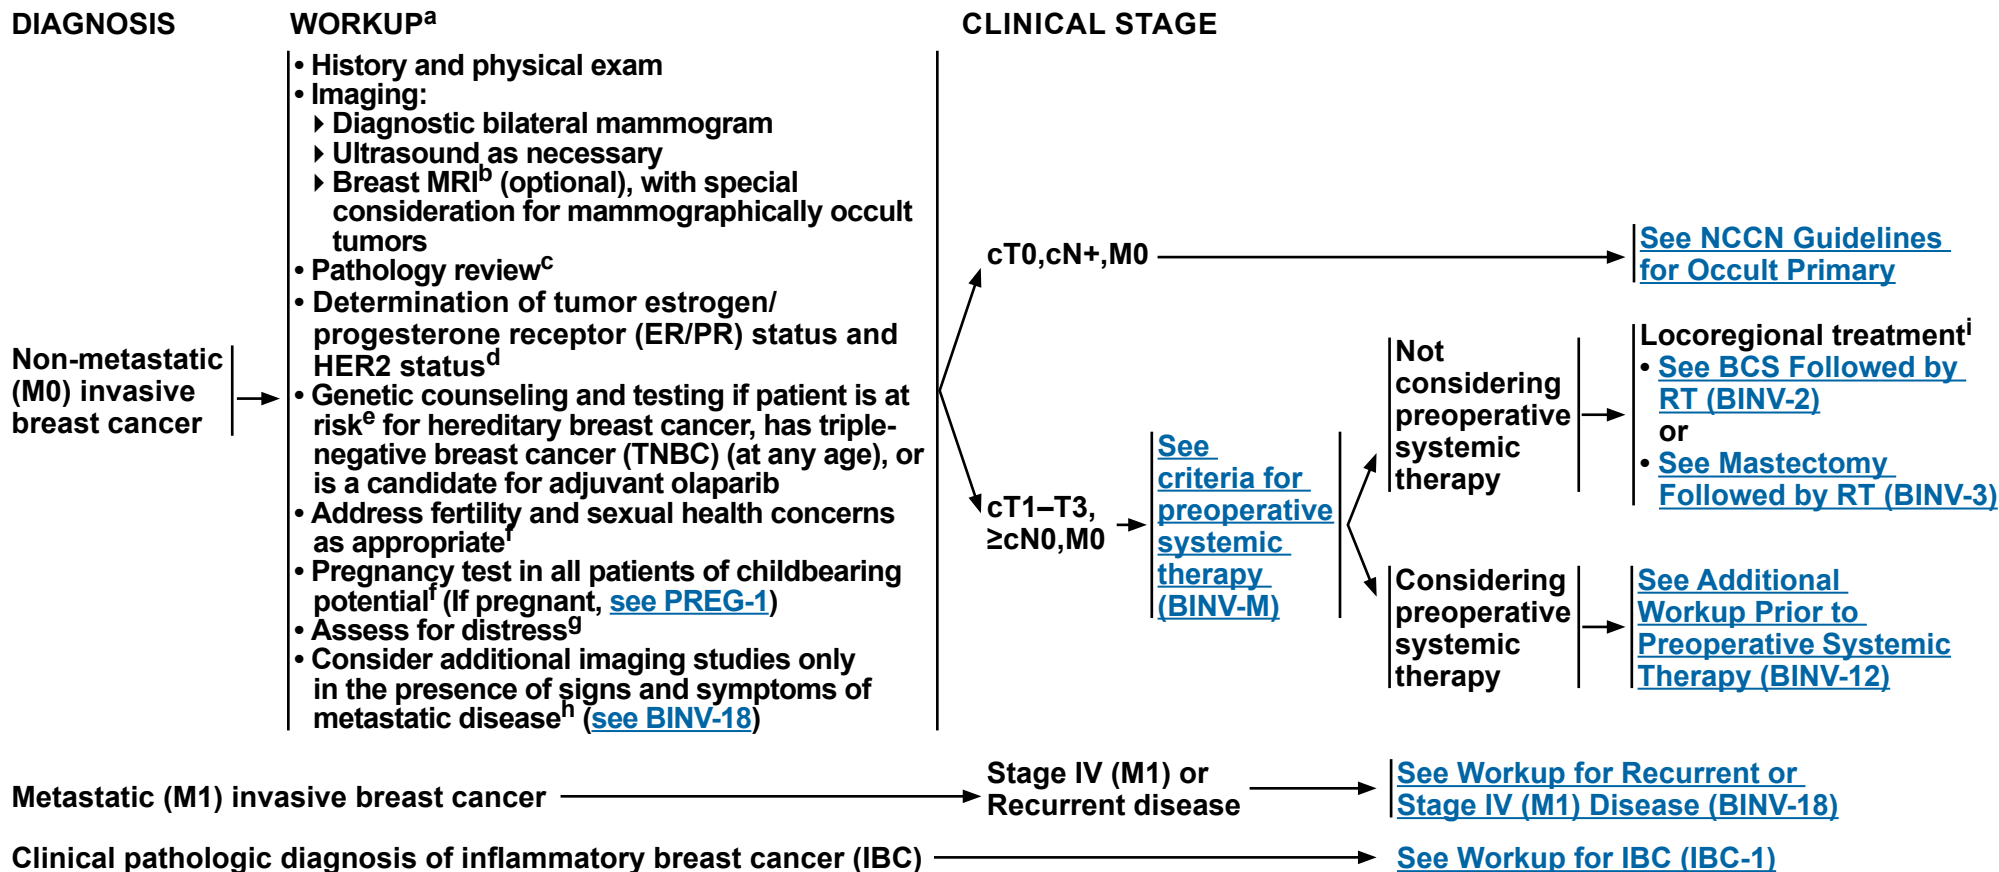 DIAGNOSIS
WORKUPa
CLINICAL STAGE
Non-metastatic
(M0) invasive
breast cancer
• History and physical exam
• Imaging:
Diagnostic bilateral mammogram
Ultrasound as necessary
Breast MRIb (optional), with special
consideration for mammographically occult
tumors
• Pathology reviewc
• Determination of tumor estrogen/
progesterone receptor (ER/PR) status and
HER2 statusd
• Genetic counseling and testing if patient is at
riske for hereditary breast cancer, has triple-
negative breast cancer (TNBC) (at any age), or
is a candidate for adjuvant olaparib
• Address fertility and sexual health concerns
as appropriatef
• Pregnancy test in all patients of childbearing
potentialf (If pregnant, see PREG-1)
• Assess for distressg
• Consider additional imaging studies only
in the presence of signs and symptoms of
metastatic diseaseh (see BINV-18)
cT0,cN+,M0
See NCCN Guidelines
for Occult Primary
cT1–T3,
≥cN0,M0
See
criteria for
preoperative
systemic
therapy
(BINV-M)
Not
considering
preoperative
systemic
therapy
Locoregional treatmenti
• See BCS Followed by
RT (BINV-2)
or
• See Mastectomy
Followed by RT (BINV-3)
Considering
preoperative
systemic
therapy
See Additional
Workup Prior to
Preoperative Systemic
Therapy (BINV-12)
Metastatic (M1) invasive breast cancer
Stage IV (M1) or
Recurrent disease
See Workup for Recurrent or
Stage IV (M1) Disease (BINV-18)
Clinical pathologic diagnosis of inflammatory breast cancer (IBC)
See Workup for IBC (IBC-1)